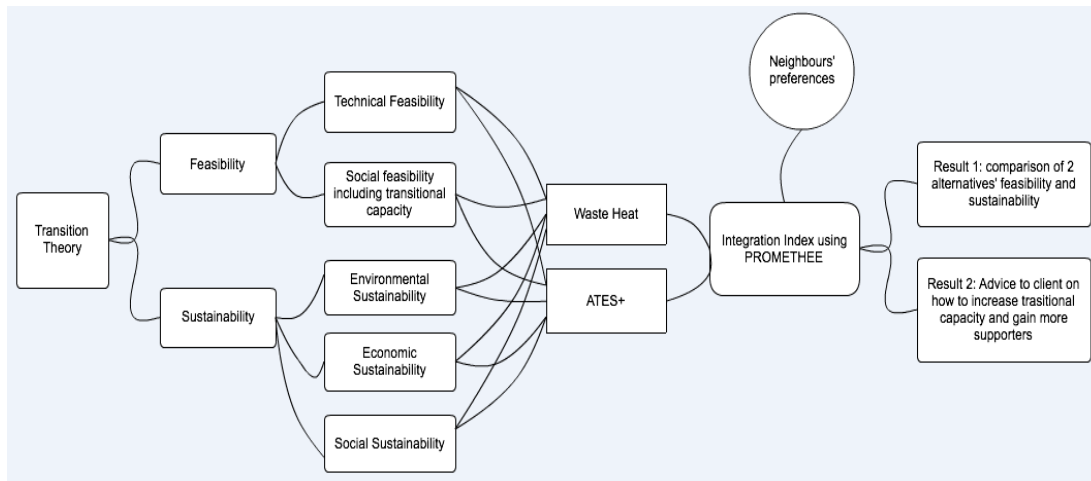 Transition
Theory
Feasibility
Sustainability
Technical Feasibility
Social feasibility
including transitional
capacity
Environmental
Sustainability
Economic
Sustainability
Social Sustainability
Waste Heat
ATES+
Neighbours'
preferences
Integration Index using
PROMETHEE
Result 1: comparison of 2
alternatives' feasibility and
sustainability
Result 2: Advice to client on
how to increase trasitional
capacity and gain more
supporters